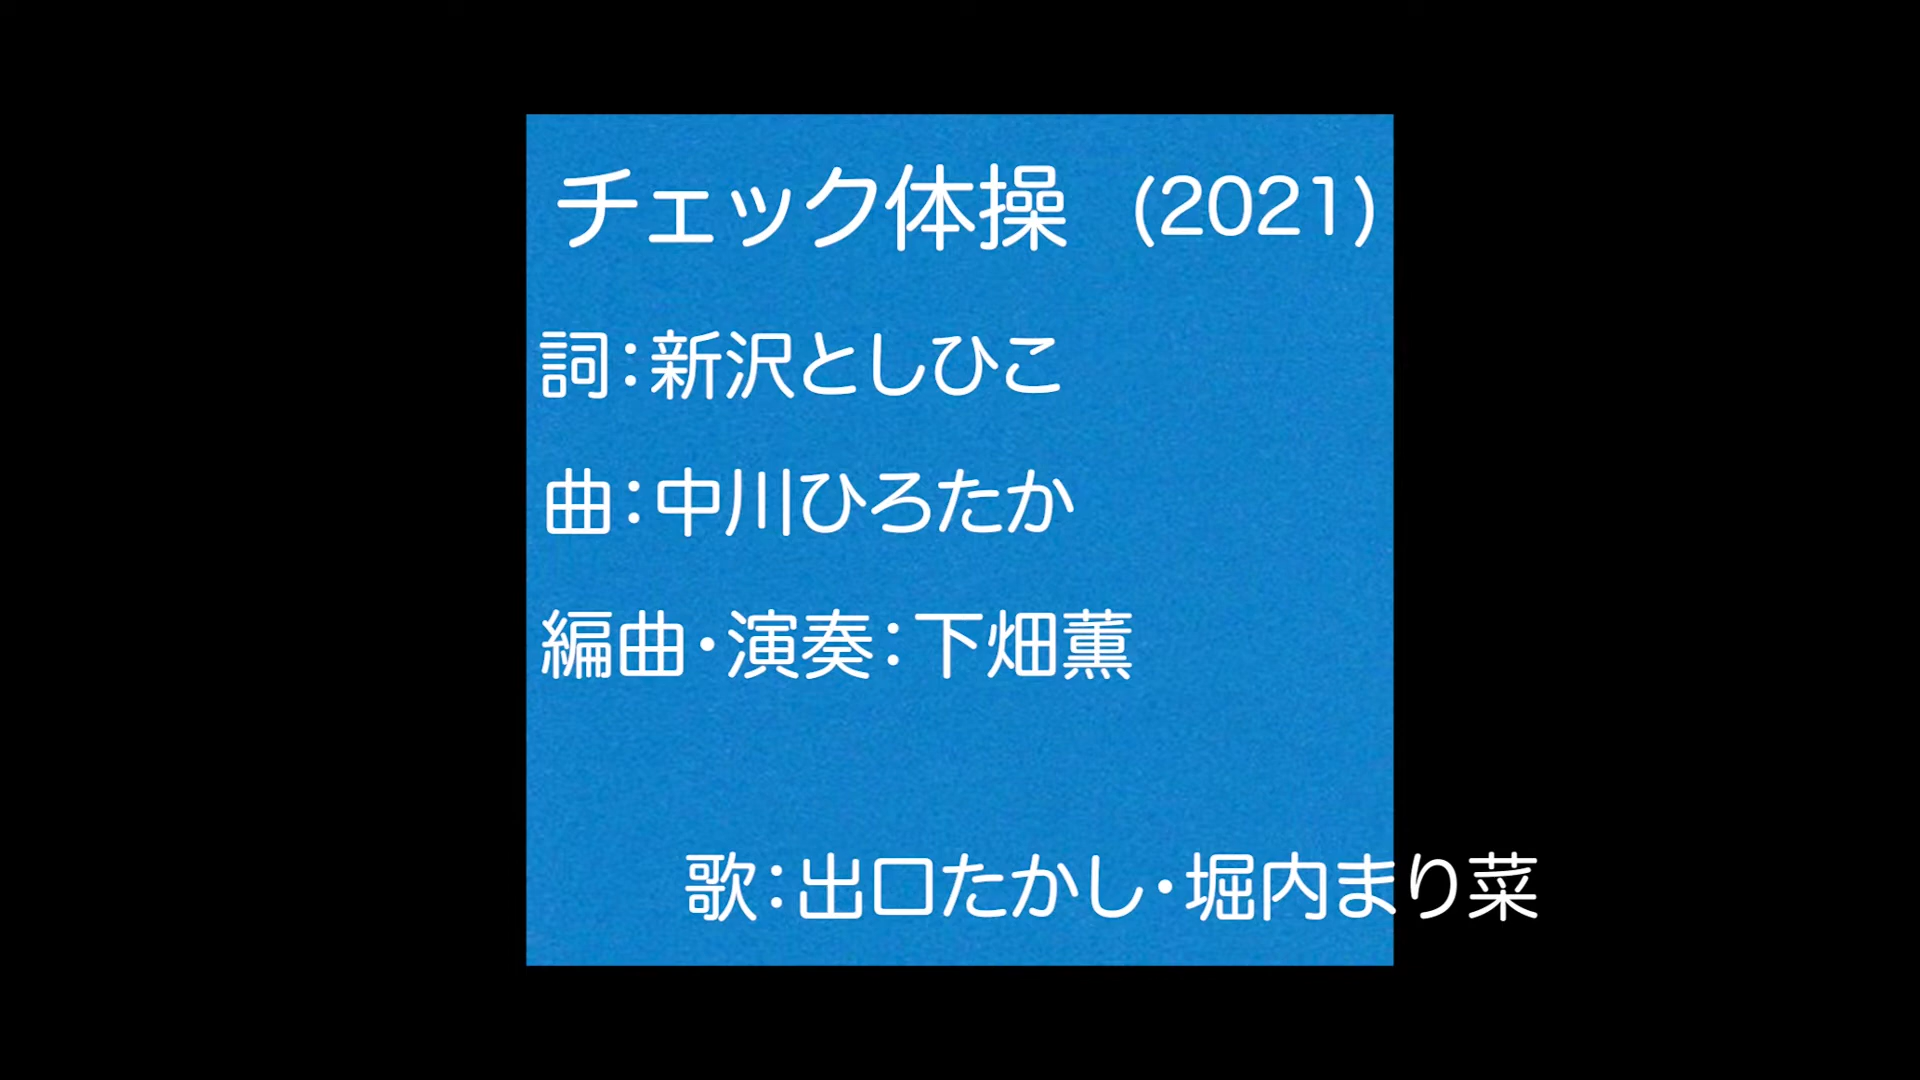 チェック体操 (2021)
詞：新沢としひこ
曲：中川ひろたか
編曲・演奏：下畑薫
歌：出口たかし・堀内まり菜